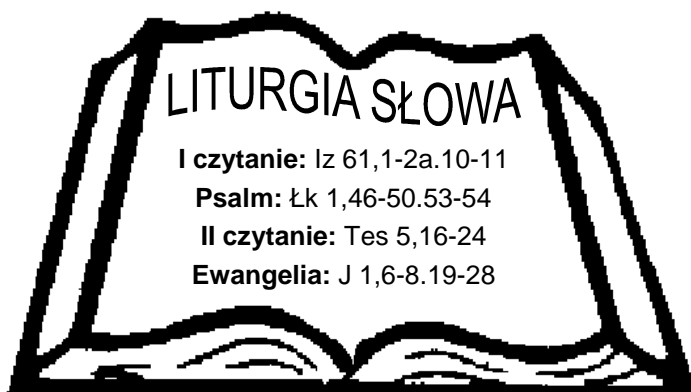 LITURGIA SŁOWA
I czytanie: Iz 61,1-2a.10-11
Psalm: Łk 1,46-50.53-54
II czytanie: Tes 5,16-24
Ewangelia: J 1,6-8.19-28